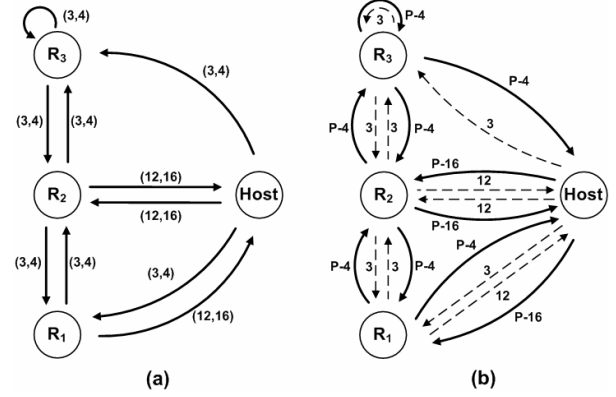 (3,4)
R3
(3,4)
(3,4)
(3,4)
(12,16)
R2
Host
(12,16)
(3,4)
(3,4)
(3,4)
(12,16)
R1
(a)
3
P-4
R3
P-4
3
P-4
3
3
P-4
P-16
12
R2
Host
12
P-16
P-4
P-4
3
3
P-4
3
12
P-16
R1
(b)